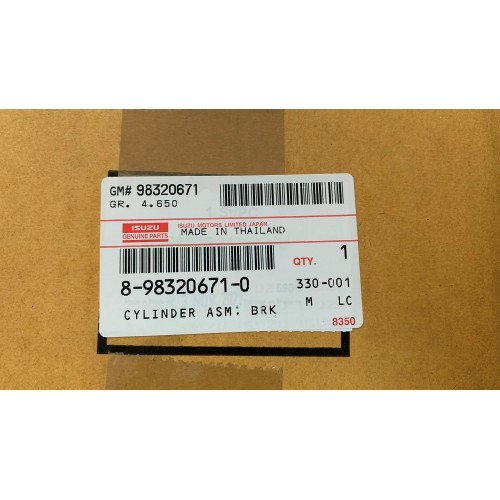 GM# 98320671
GR. 4.650
ISUZU
GENUINE PARTS
ISUZU MOTORS LIMITED JAPAN
MADE IN THAILAND
QTY. 1
8-98320671-0
330-001
M LC
CYLINDER ASM: BRK
8350